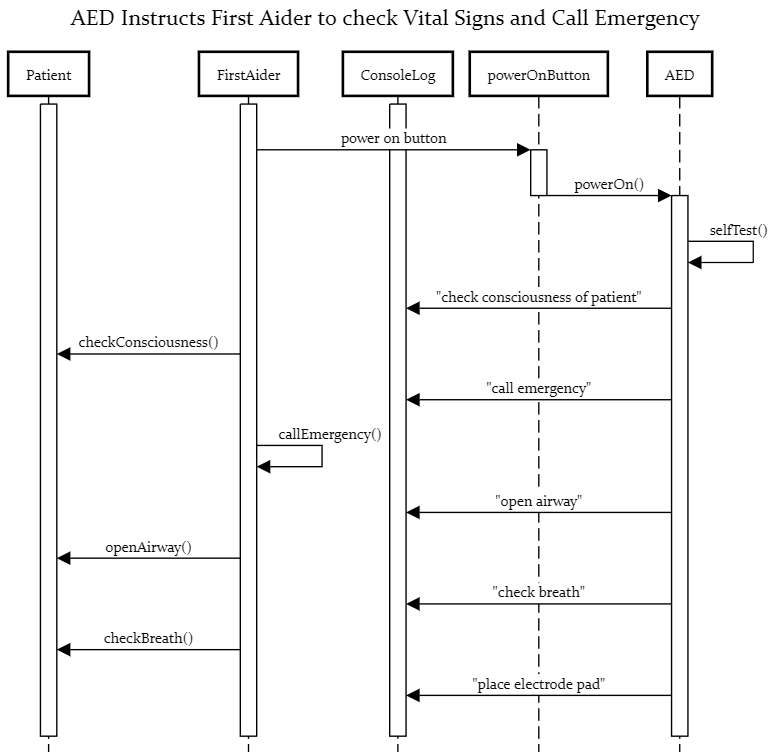 AED Instructs First Aider to check Vital Signs and Call Emergency
Patient
FirstAider
ConsoleLog
powerOnButton
AED
power on button
powerOn()
selfTest()
"check consciousness of patient"
checkConsciousness()
"call emergency"
callEmergency()
"open airway"
openAirway()
"check breath"
checkBreath()
"place electrode pad"